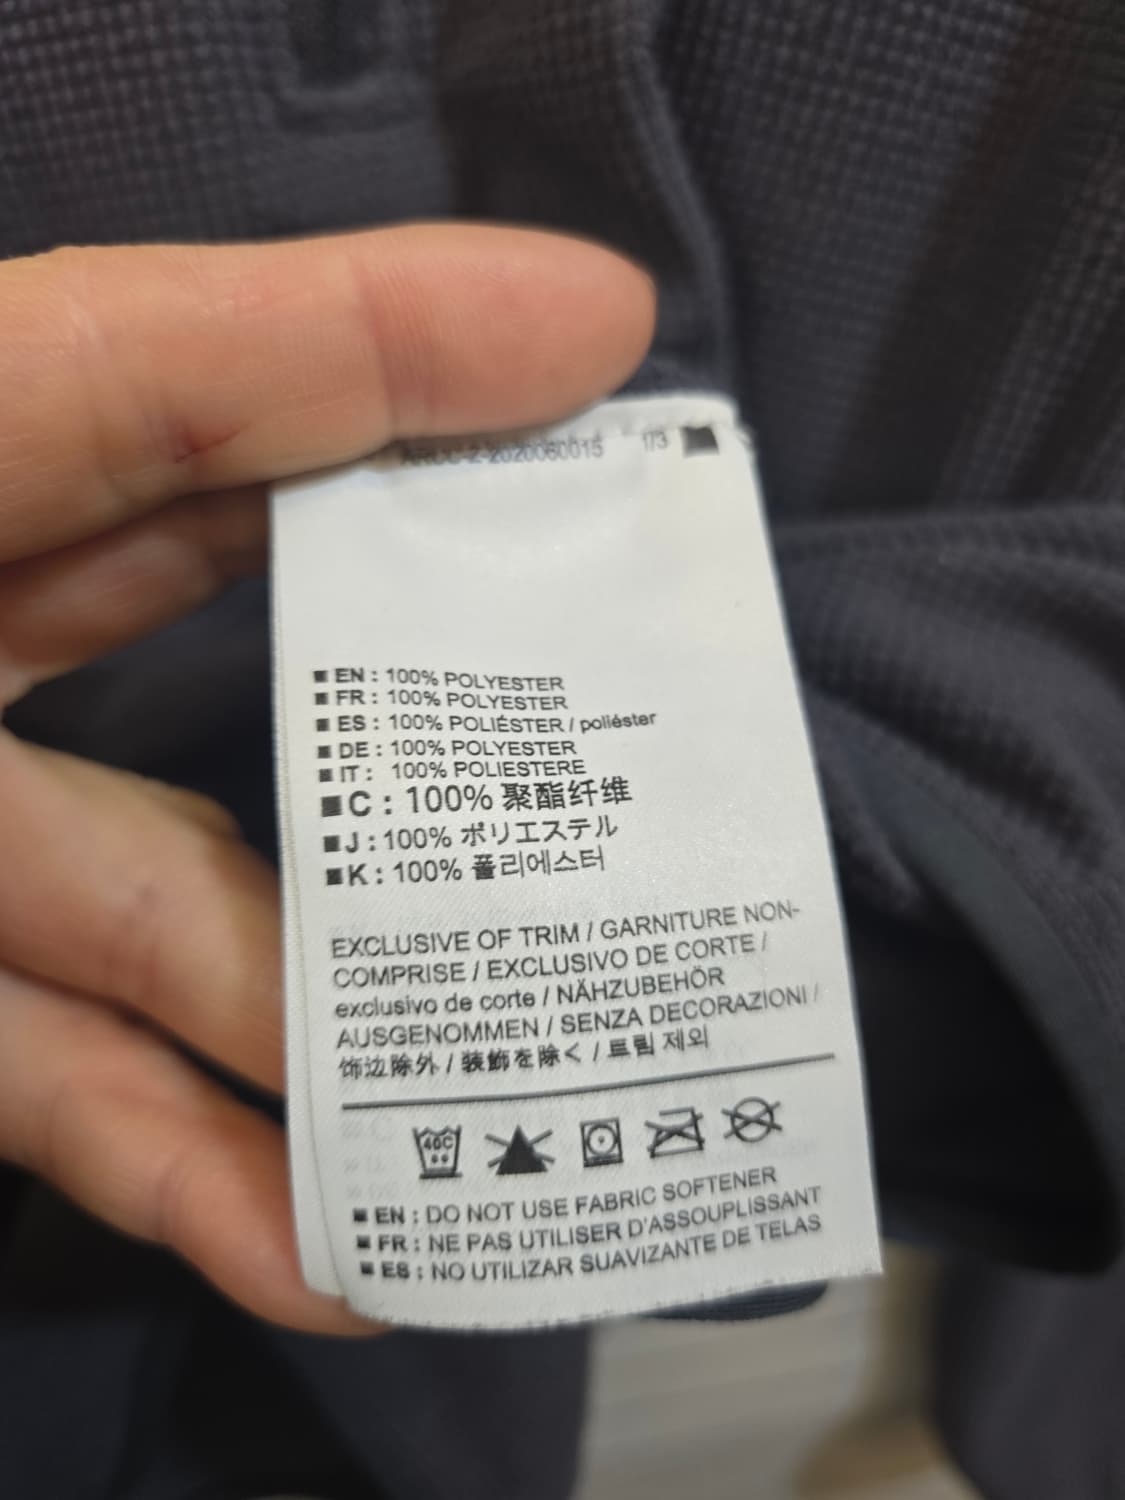 ARCC-2-2020060015 1/3
EN : 100% POLYESTER
FR : 100% POLYESTER
ES : 100% POLIÉSTER / poliéster
DE : 100% POLYESTER
IT : 100% POLIESTERE
C : 100% 聚酯纤维
J : 100% ポリエステル
K : 100% 폴리에스터
EXCLUSIVE OF TRIM / GARNITURE NON-
COMPRISE / EXCLUSIVO DE CORTE /
exclusivo de corte / NÄHZUBEHÖR
AUSGENOMMEN / SENZA DECORAZIONI /
饰边除外 / 装飾を除く / 트림 제외
40C
EN : DO NOT USE FABRIC SOFTENER
FR : NE PAS UTILISER D'ASSOUPLISSANT
ES : NO UTILIZAR SUAVIZANTE DE TELAS